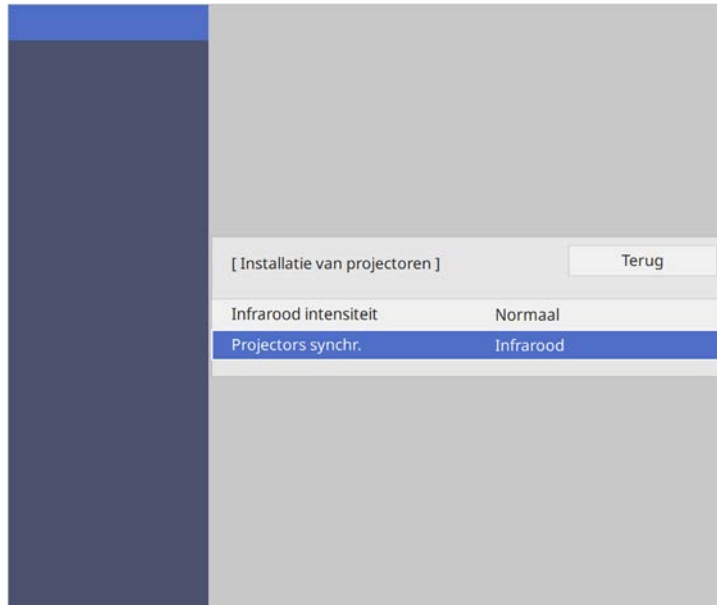 [ Installatie van projectoren ] Terug
Infrarood intensiteit Normaal
Projectors synchr. Infrarood